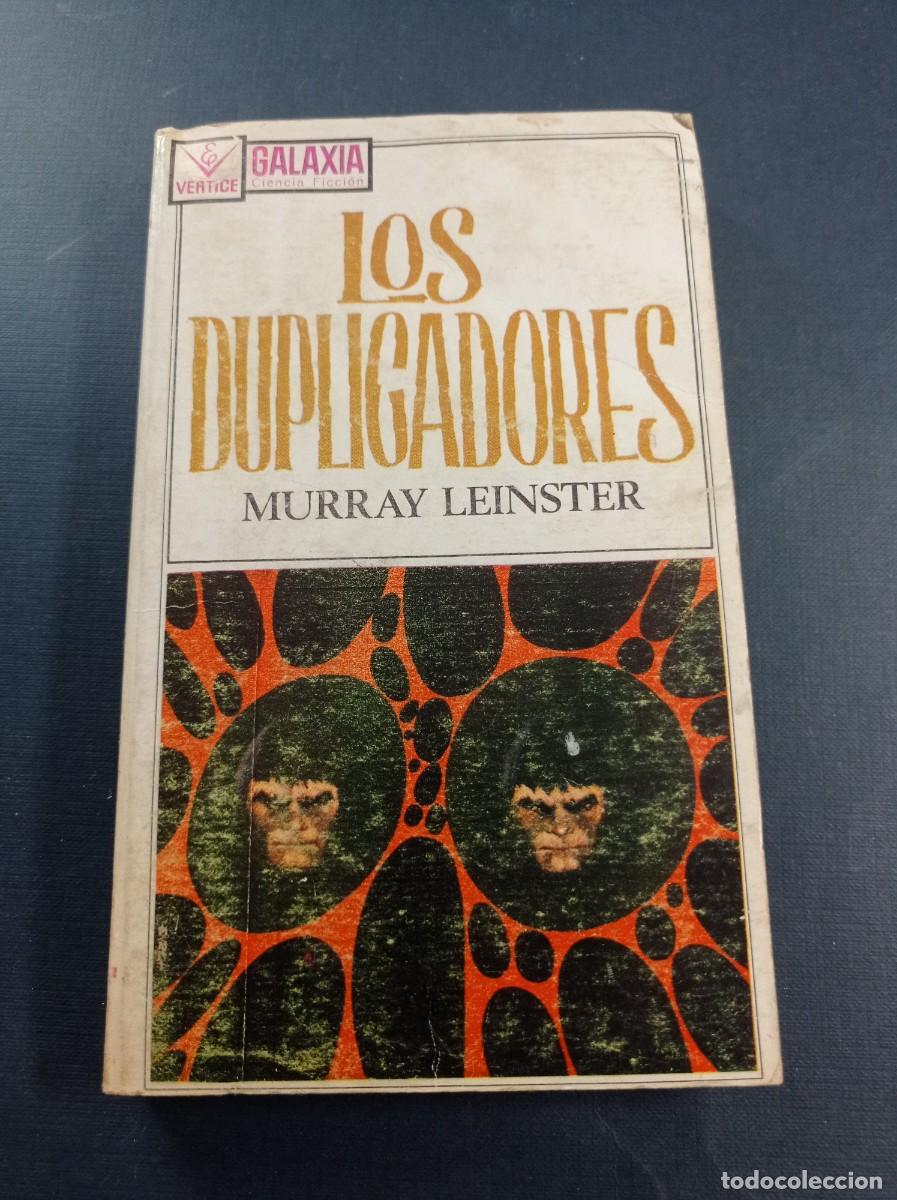 VERTICE
GALAXIA
Ciencia Ficción
LOS
DUPLICADORES
MURRAY LEINSTER
todocoleccion